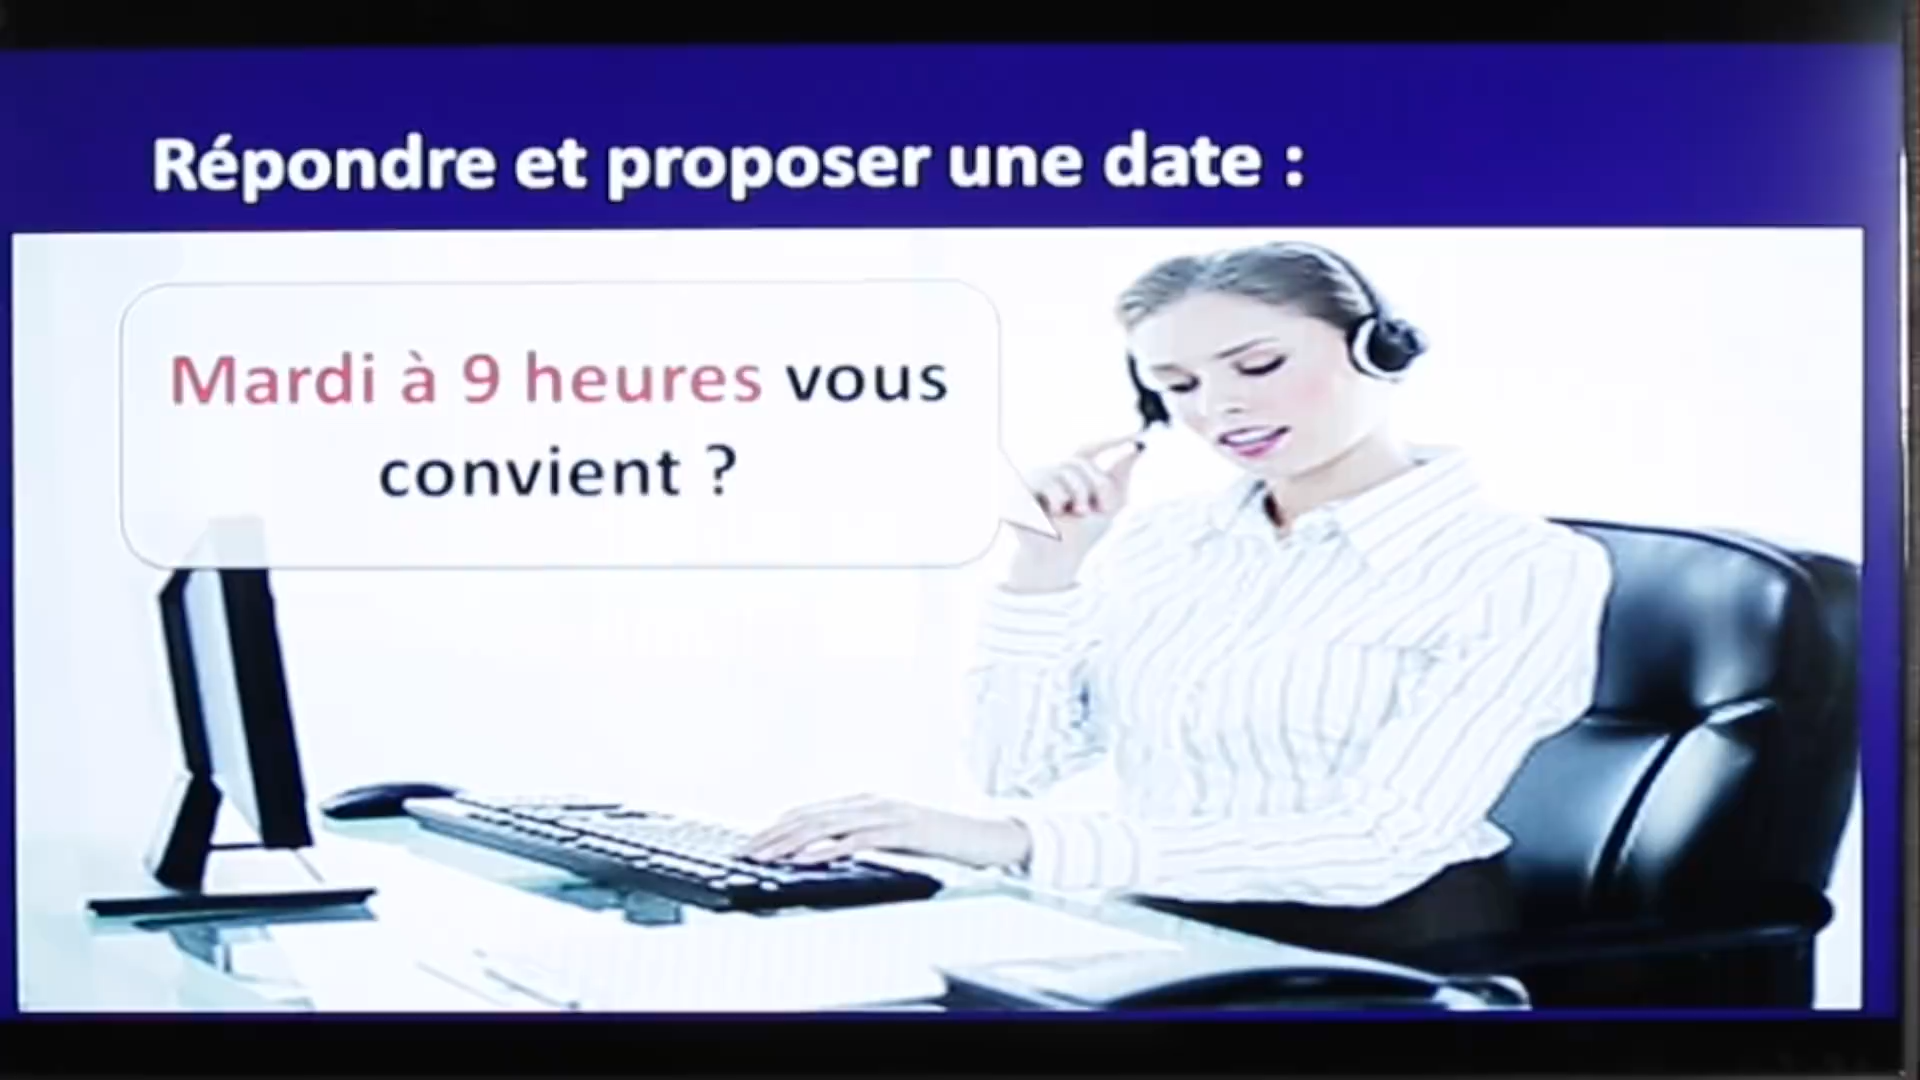 Répondre et proposer une date :
Mardi à 9 heures vous
convient ?